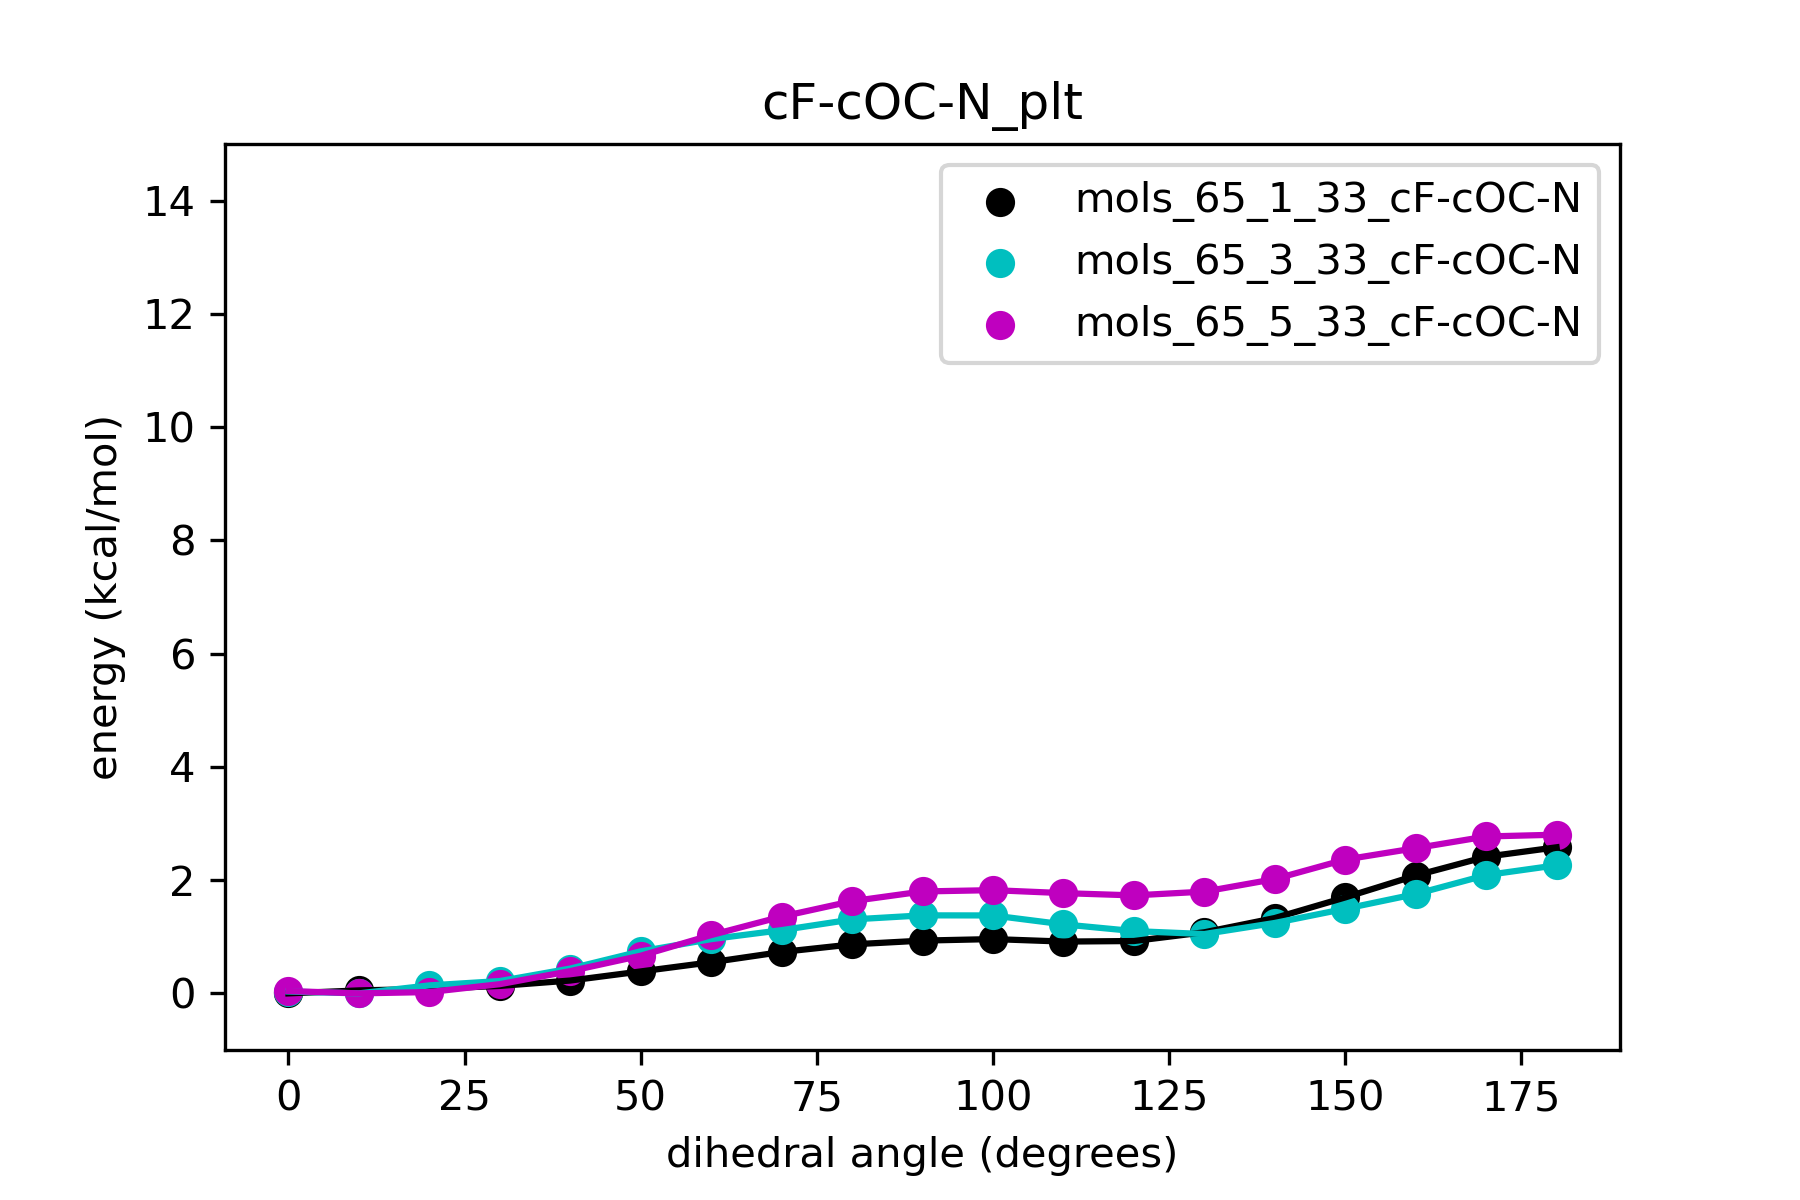 cF-cOC-N_plt
mols_65_1_33_cF-cOC-N
mols_65_3_33_cF-cOC-N
mols_65_5_33_cF-cOC-N
energy (kcal/mol)
14
12
10
8
6
4
2
0
0 25 50 75 100 125 150 175
dihedral angle (degrees)